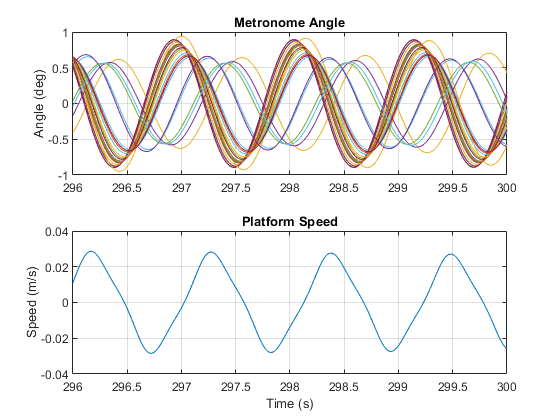 Metronome Angle
1
0.5
0
-0.5
-1
Angle (deg)
296 296.5 297 297.5 298 298.5 299 299.5 300
Platform Speed
0.04
0.02
0
-0.02
-0.04
Speed (m/s)
296 296.5 297 297.5 298 298.5 299 299.5 300
Time (s)